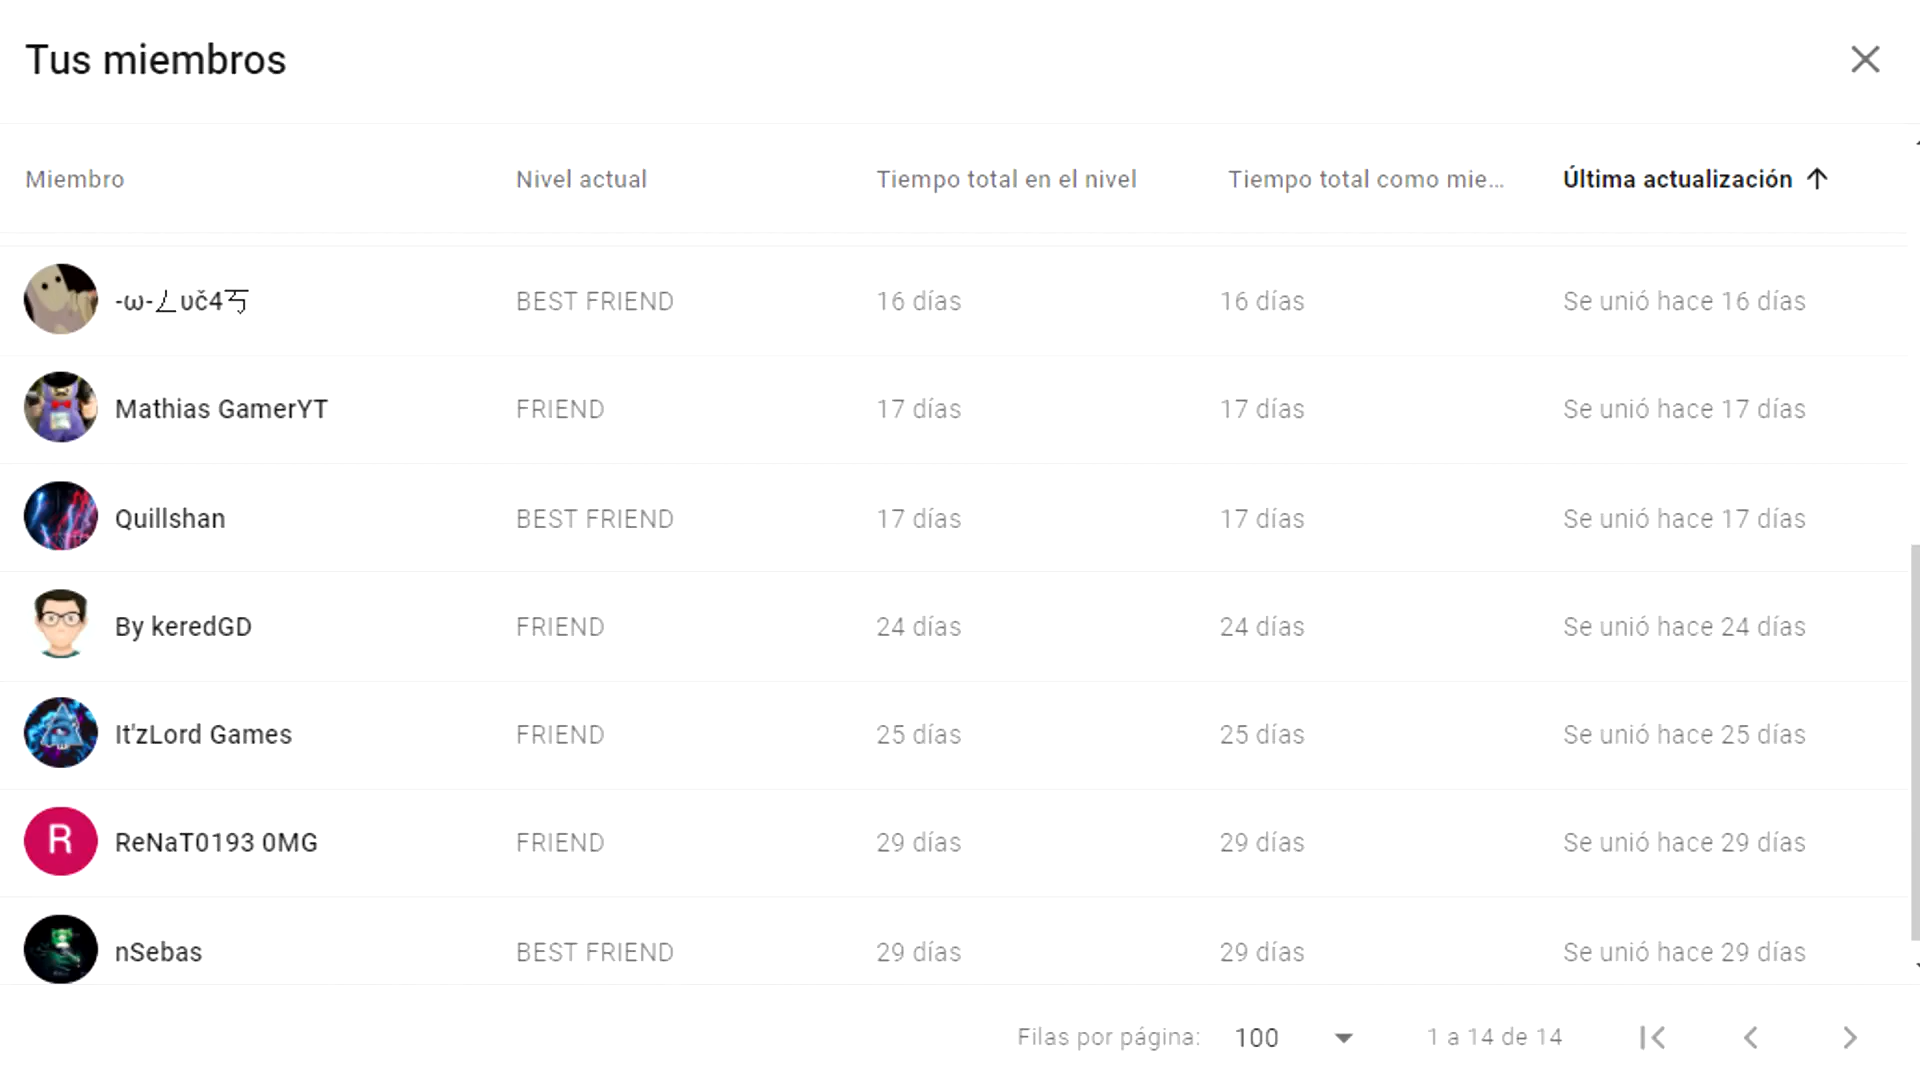 Tus miembros
Miembro Nivel actual Tiempo total en el nivel Tiempo total como mie... Última actualización
-ω-ㄥυč4丂 BEST FRIEND 16 días 16 días Se unió hace 16 días
Mathias GamerYT FRIEND 17 días 17 días Se unió hace 17 días
Quillshan BEST FRIEND 17 días 17 días Se unió hace 17 días
By keredGD FRIEND 24 días 24 días Se unió hace 24 días
It'zLord Games FRIEND 25 días 25 días Se unió hace 25 días
R ReNaT0193 0MG FRIEND 29 días 29 días Se unió hace 29 días
nSebas BEST FRIEND 29 días 29 días Se unió hace 29 días
Filas por página: 100 1 a 14 de 14